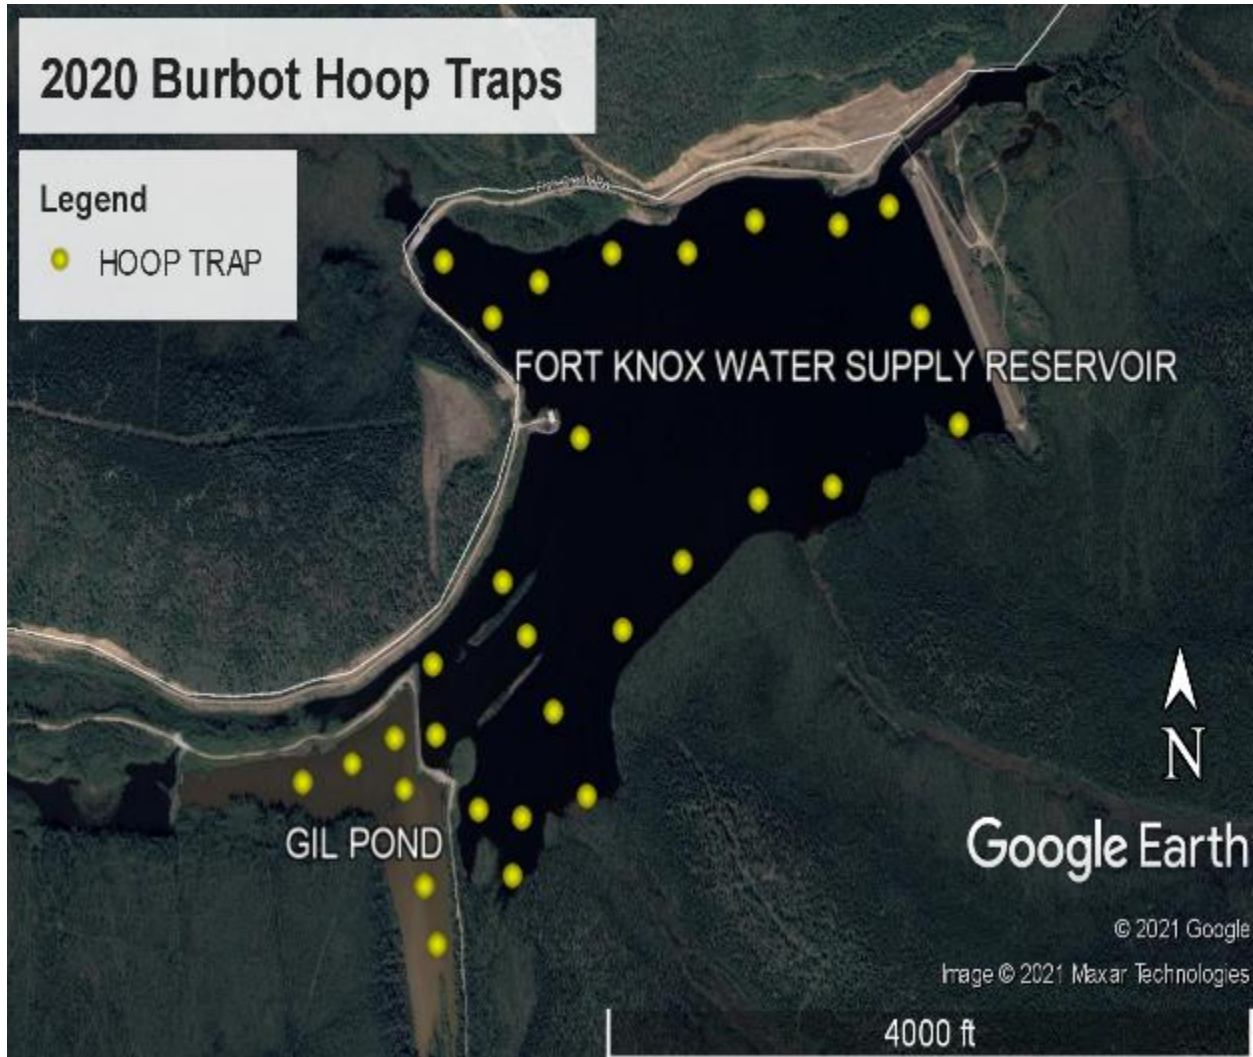 2020 Burbot Hoop Traps
Legend
HOOP TRAP
FORT KNOX WATER SUPPLY RESERVOIR
GIL POND
N
Google Earth
© 2021 Google
Image © 2021 Maxar Technologies
4000 ft